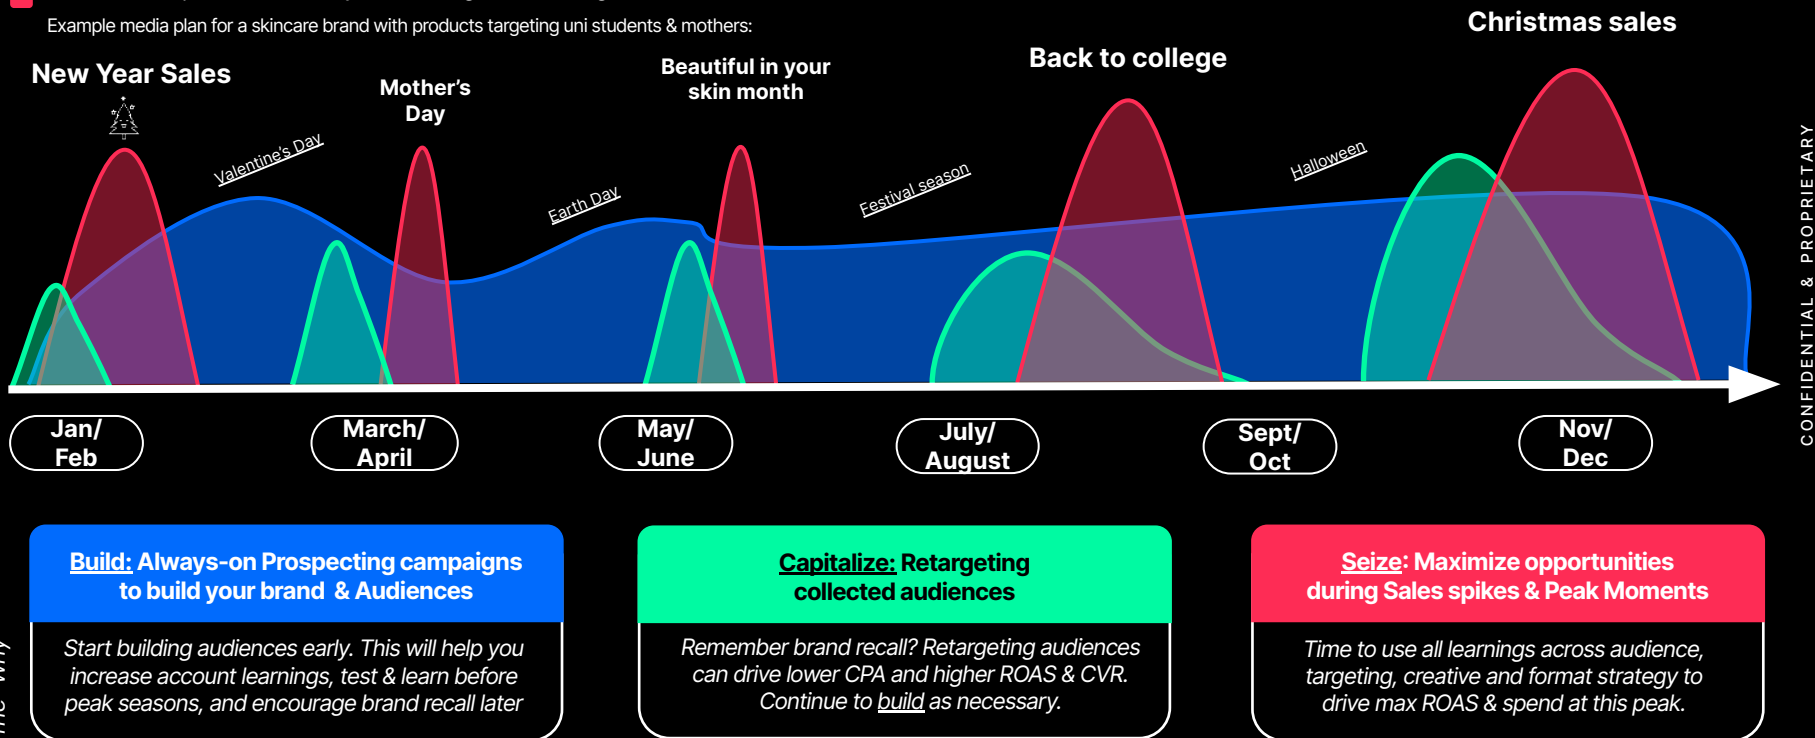 Example media plan for a skincare brand with products targeting uni students & mothers:
Christmas sales
Back to college
New Year Sales
Beautiful in your
skin month
Mother's
Day
Valentine's Day
Earth Day
Festival season
Halloween
CONFIDENTIAL & PROPRIETARY
Jan/
Feb
March/
April
May/
June
July/
August
Sept/
Oct
Nov/
Dec
Build: Always-on Prospecting campaigns
to build your brand & Audiences
Start building audiences early. This will help you
increase account learnings, test & learn before
peak seasons, and encourage brand recall later
Capitalize: Retargeting
collected audiences
Remember brand recall? Retargeting audiences
can drive lower CPA and higher ROAS & CVR.
Continue to build as necessary.
Seize: Maximize opportunities
during Sales spikes & Peak Moments
Time to use all learnings across audience,
targeting, creative and format strategy to
drive max ROAS & spend at this peak.